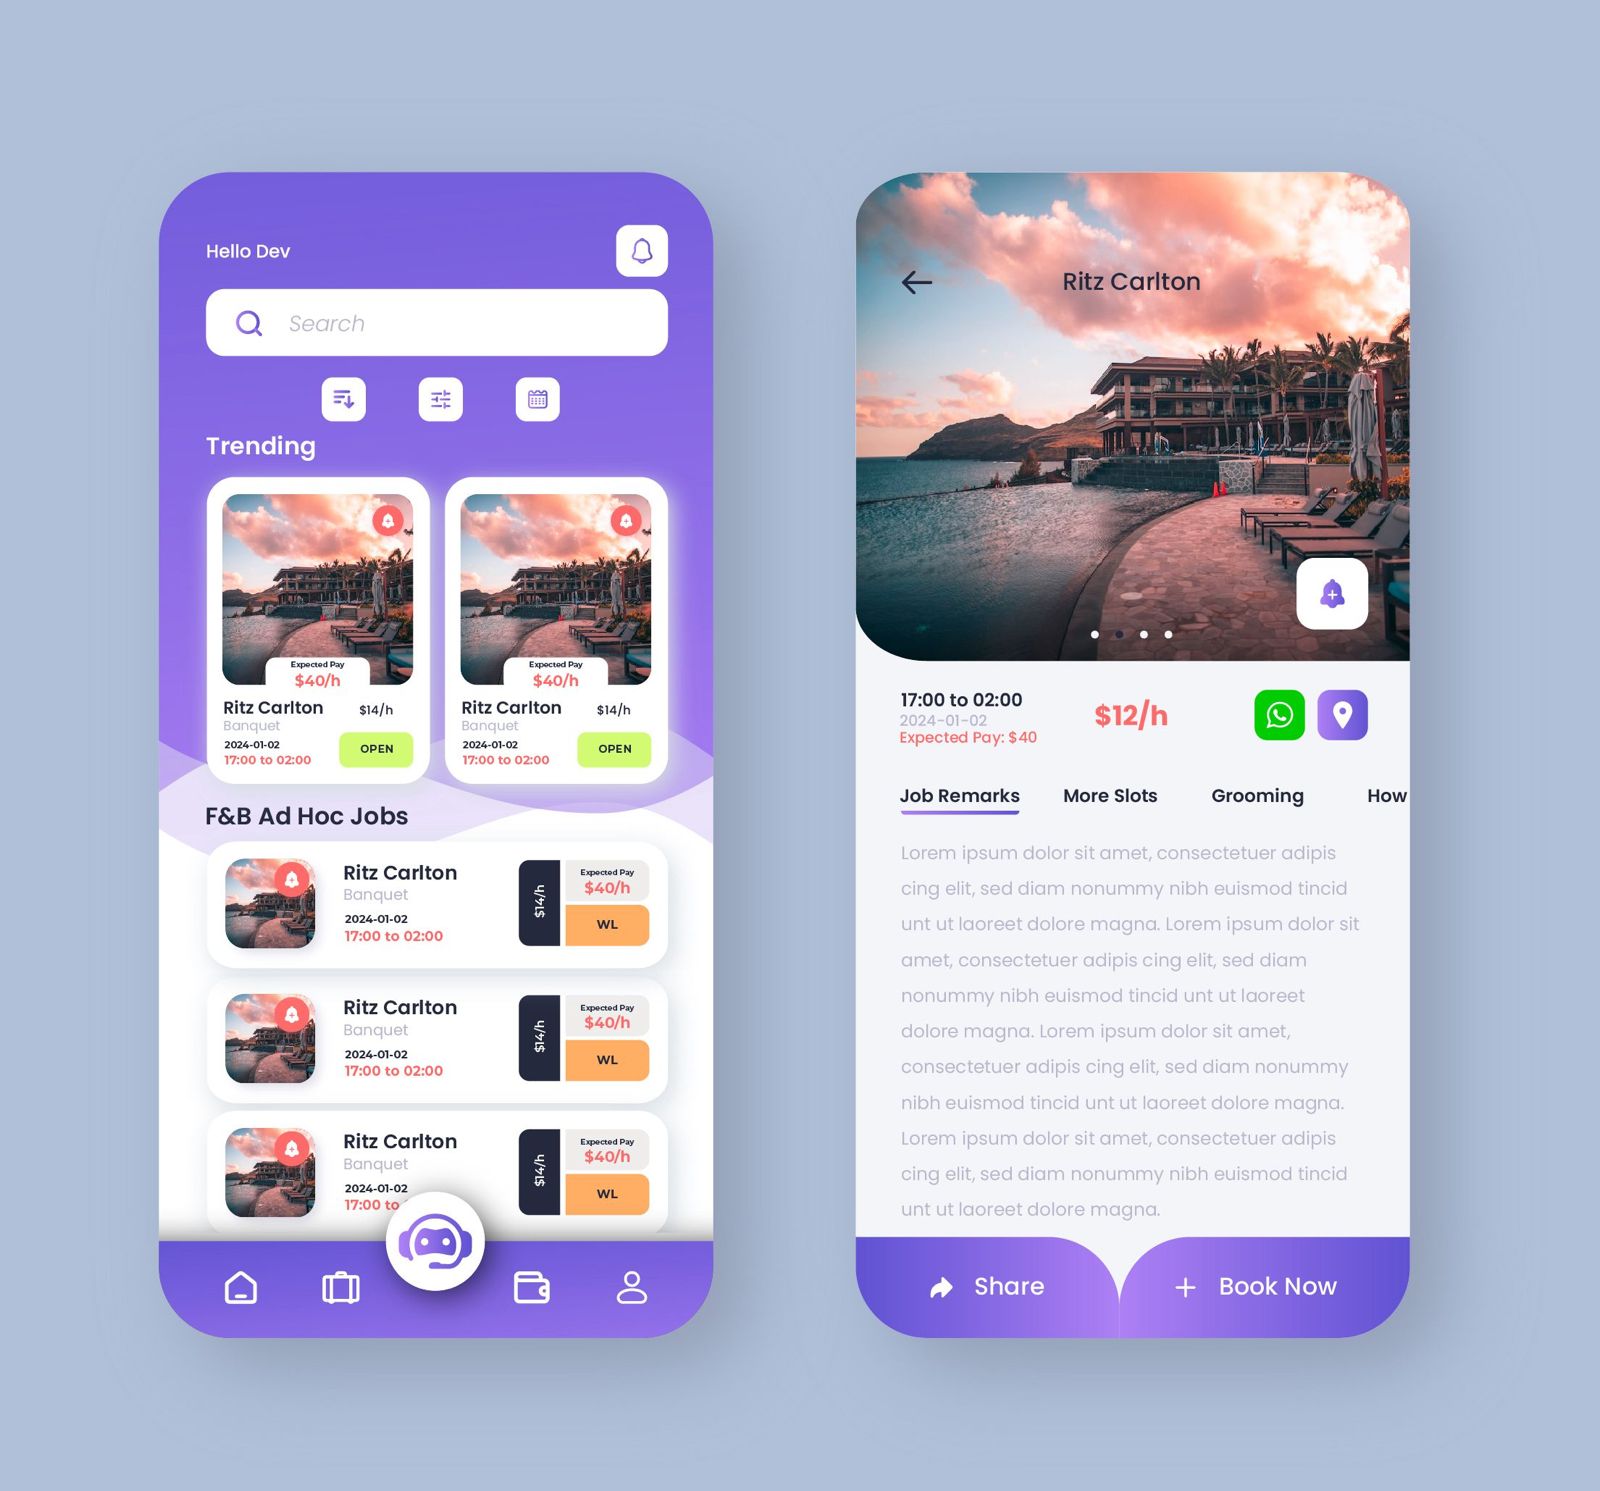 Hello Dev
Search
Trending
Expected Pay
$40/h
Ritz Carlton
$14/h
Banquet
2024-01-02
17:00 to 02:00
OPEN
Expected Pay
$40/h
Ritz Carlton
$14/h
Banquet
2024-01-02
17:00 to 02:00
OPEN
F&B Ad Hoc Jobs
Ritz Carlton
Banquet
2024-01-02
17:00 to 02:00
$14/h
Expected Pay
$40/h
WL
Ritz Carlton
Banquet
2024-01-02
17:00 to 02:00
$14/h
Expected Pay
$40/h
WL
Ritz Carlton
Banquet
2024-01-02
17:00 to
$14/h
Expected Pay
$40/h
WL
Ritz Carlton
17:00 to 02:00
2024-01-02
Expected Pay: $40
$12/h
Job Remarks
More Slots
Grooming
How
Lorem ipsum dolor sit amet, consectetuer adipis
cing elit, sed diam nonummy nibh euismod tincid
unt ut laoreet dolore magna. Lorem ipsum dolor sit
amet, consectetuer adipis cing elit, sed diam
nonummy nibh euismod tincid unt ut laoreet
dolore magna. Lorem ipsum dolor sit amet,
consectetuer adipis cing elit, sed diam nonummy
nibh euismod tincid unt ut laoreet dolore magna.
Lorem ipsum dolor sit amet, consectetuer adipis
cing elit, sed diam nonummy nibh euismod tincid
unt ut laoreet dolore magna.
Share
Book Now